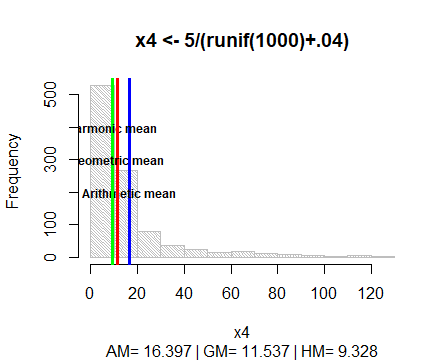 x4 <- 5/(runif(1000)+.04)
500
300
100
0
Frequency
armonic mean
eometric mean
Arithmetic mean
0 20 40 60 80 100 120
x4
AM= 16.397 | GM= 11.537 | HM= 9.328